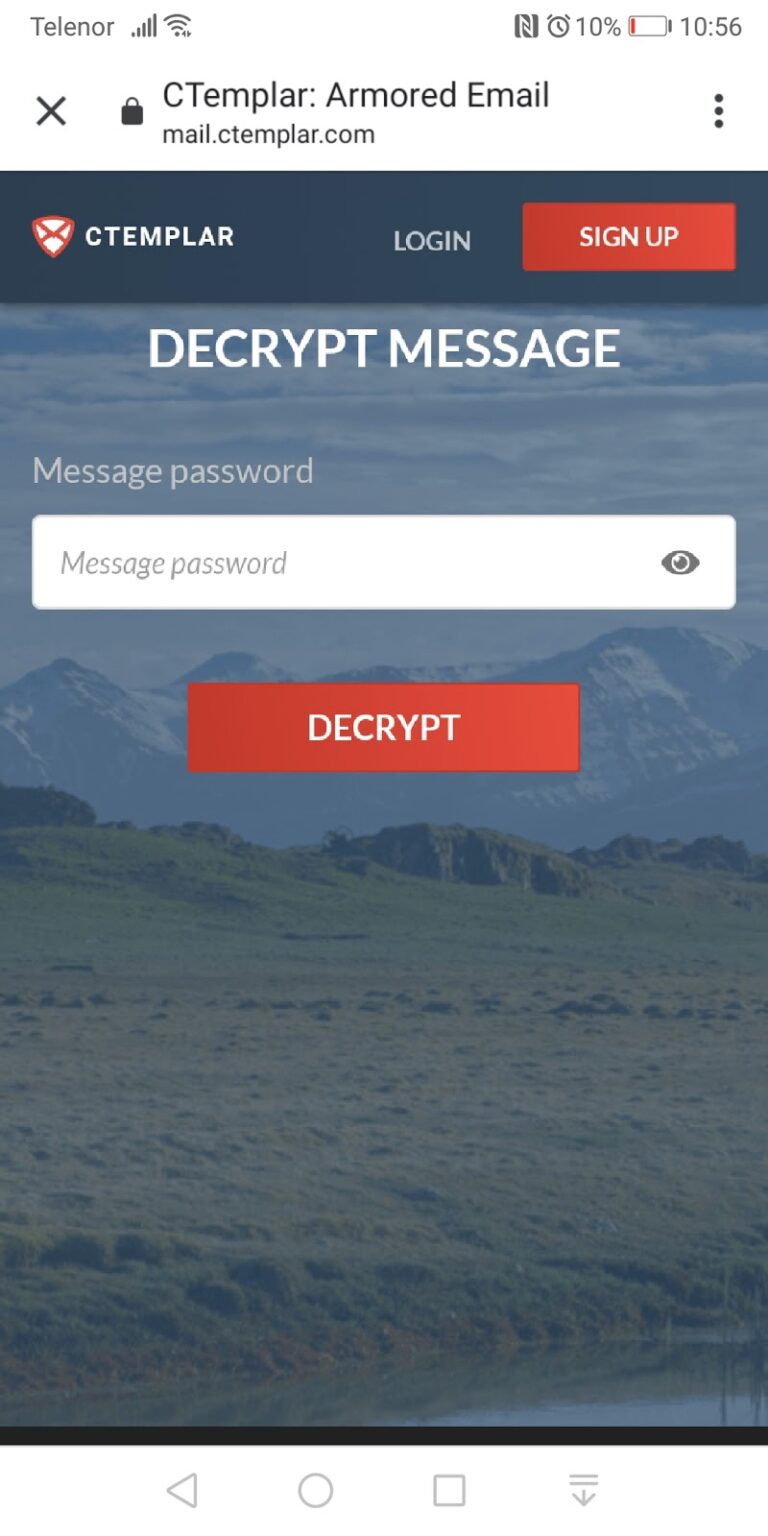 Telenor 10% 10:56
CTemplar: Armored Email
mail.ctemplar.com
CTEMPLAR LOGIN SIGN UP
DECRYPT MESSAGE
Message password
Message password
DECRYPT